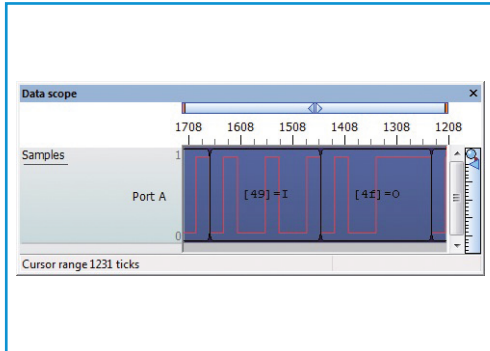 Data scope
1708 1608 1508 1408 1308 1208
Samples 1
Port A [49]=I [4f]=O
0
Cursor range 1231 ticks